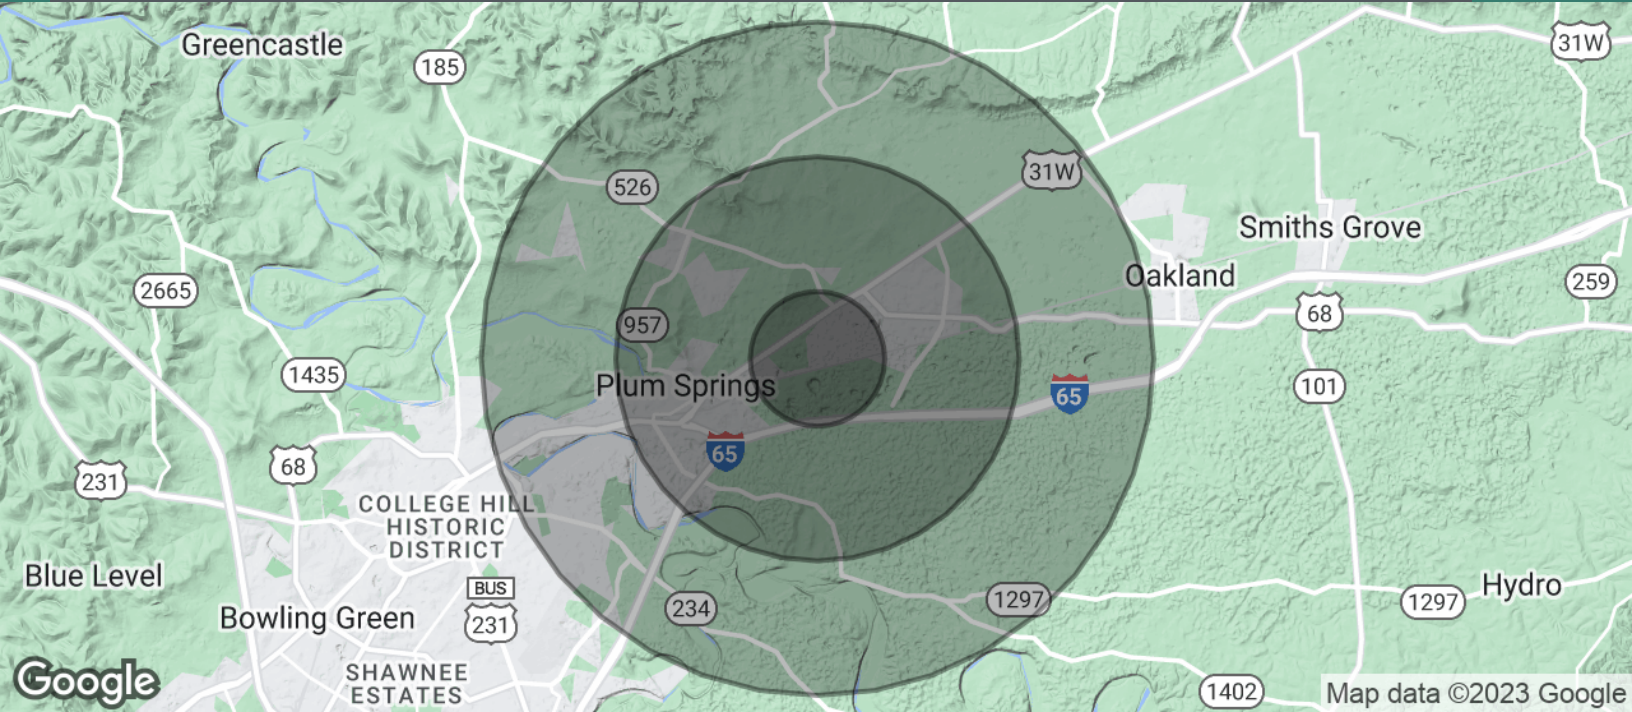 Greencastle
185
31W
526
31W
Smiths Grove
Oakland
2665
259
68
957
1435
Plum Springs
101
65
65
68
231
COLLEGE HILL
HISTORIC
DISTRICT
Blue Level
BUS
231
Bowling Green
234
1297
1297
Hydro
SHAWNEE
ESTATES
Google
1402
Map data ©2023 Google